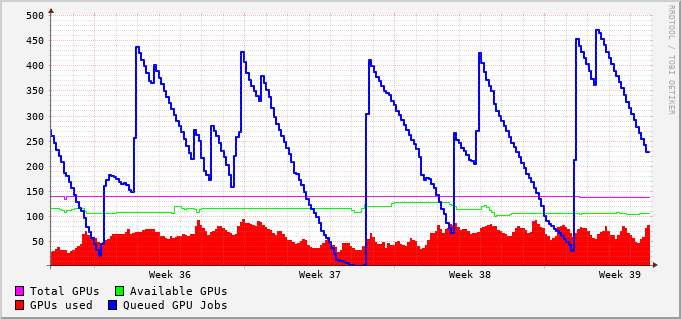 500
450
400
350
300
250
200
150
100
50
Week 36 Week 37 Week 38 Week 39
Total GPUs Available GPUs
GPUs used Queued GPU Jobs
RRDTOOL / TOBI OETIKER